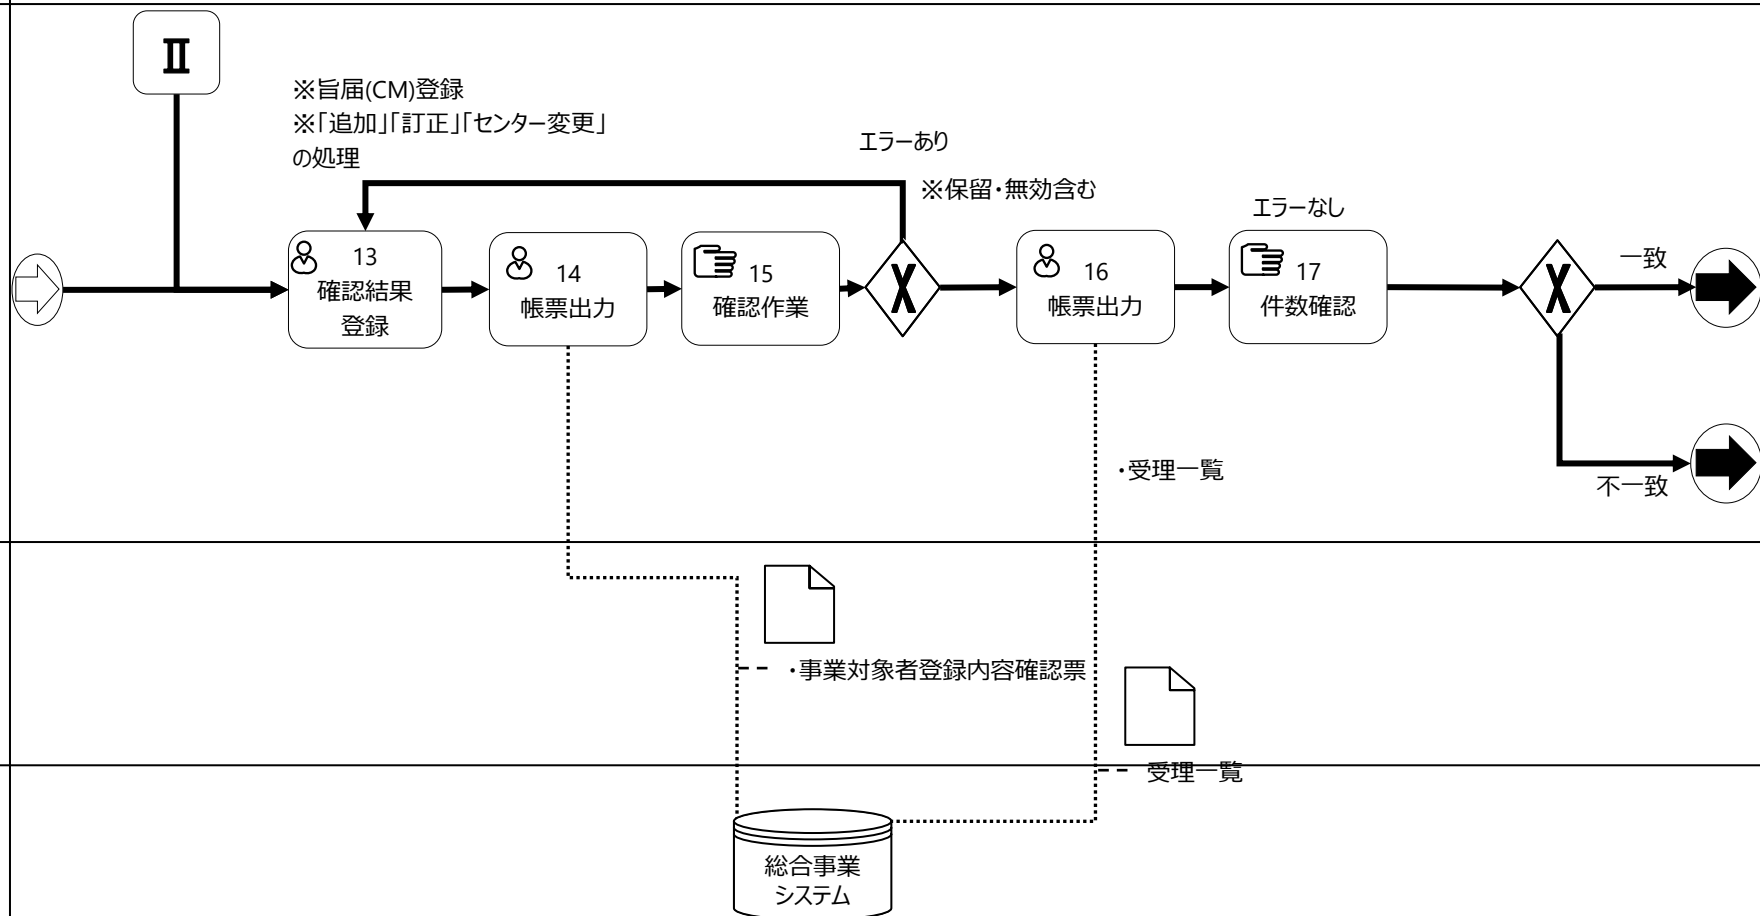 Ⅱ
※旨届(CM)登録
※「追加」「訂正」「センター変更」
の処理
エラーあり
※保留・無効含む
エラーなし
13
確認結果
登録
14
帳票出力
15
確認作業
X
16
帳票出力
17
件数確認
X
一致
不一致
・受理一覧
・事業対象者登録内容確認票
受理一覧
総合事業
システム